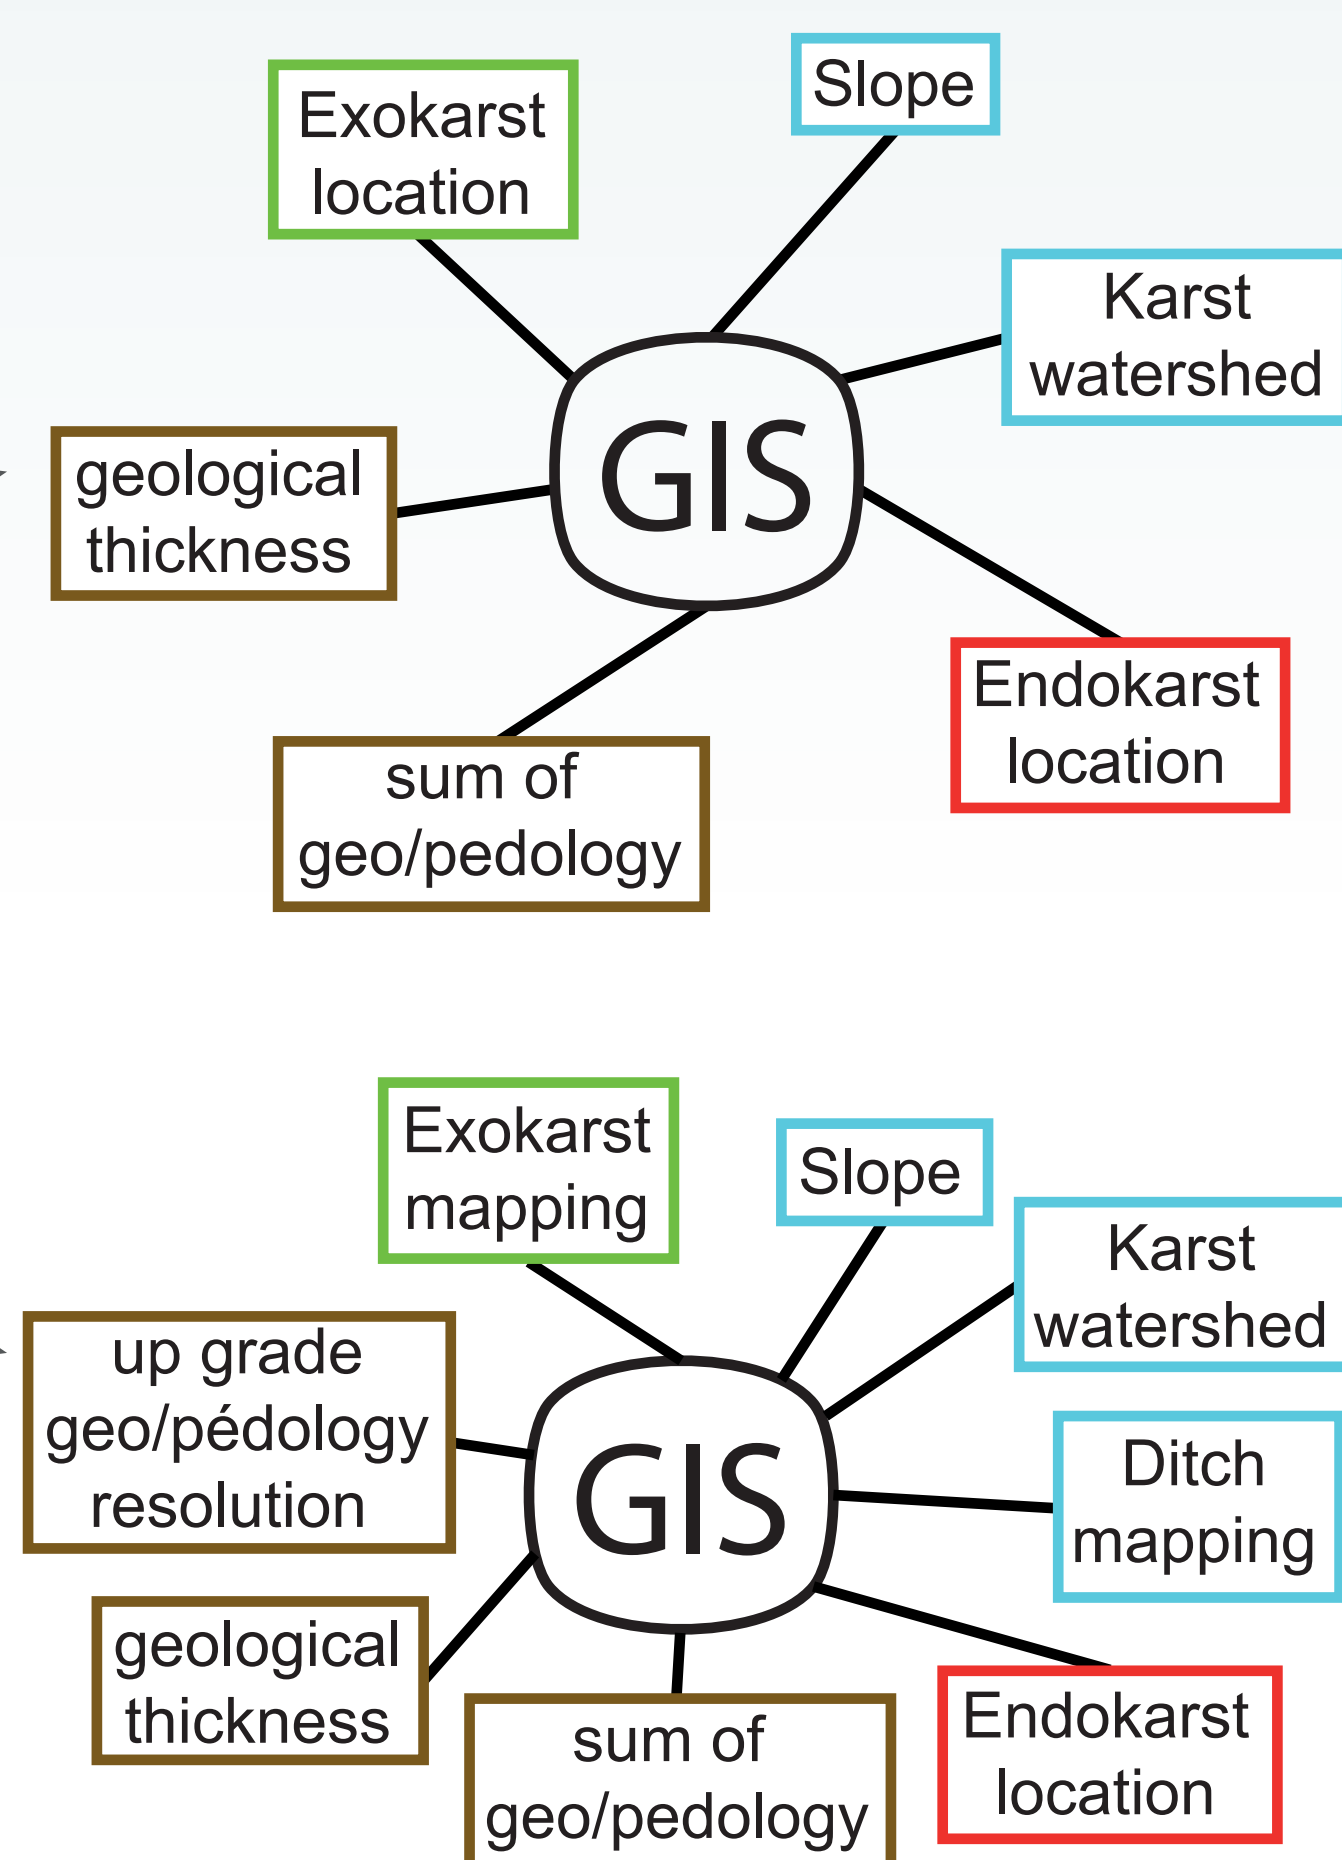 Exokarst
location
Slope
Karst
watershed
GIS
geological
thickness
Endokarst
location
sum of
geo/pedology
Exokarst
mapping
Slope
Karst
watershed
up grade
geo/pédology
resolution
GIS
Ditch
mapping
geological
thickness
sum of
geo/pedology
Endokarst
location